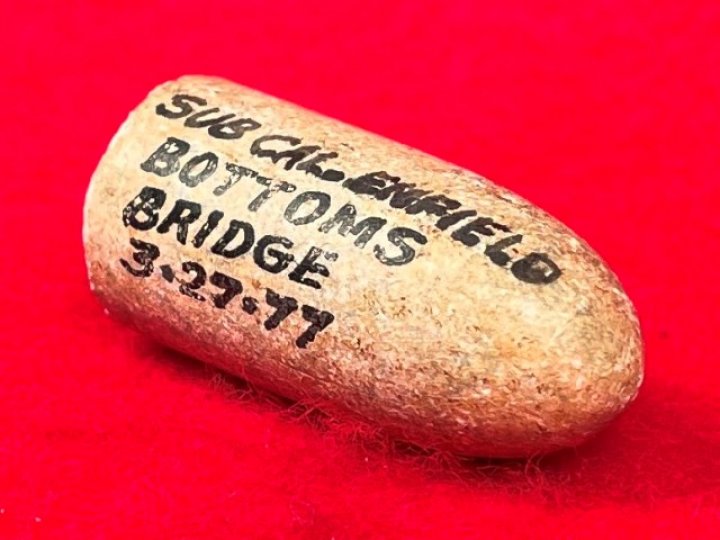 SUB CAL. ENFIELD
BOTTOMS
BRIDGE
3.27.77